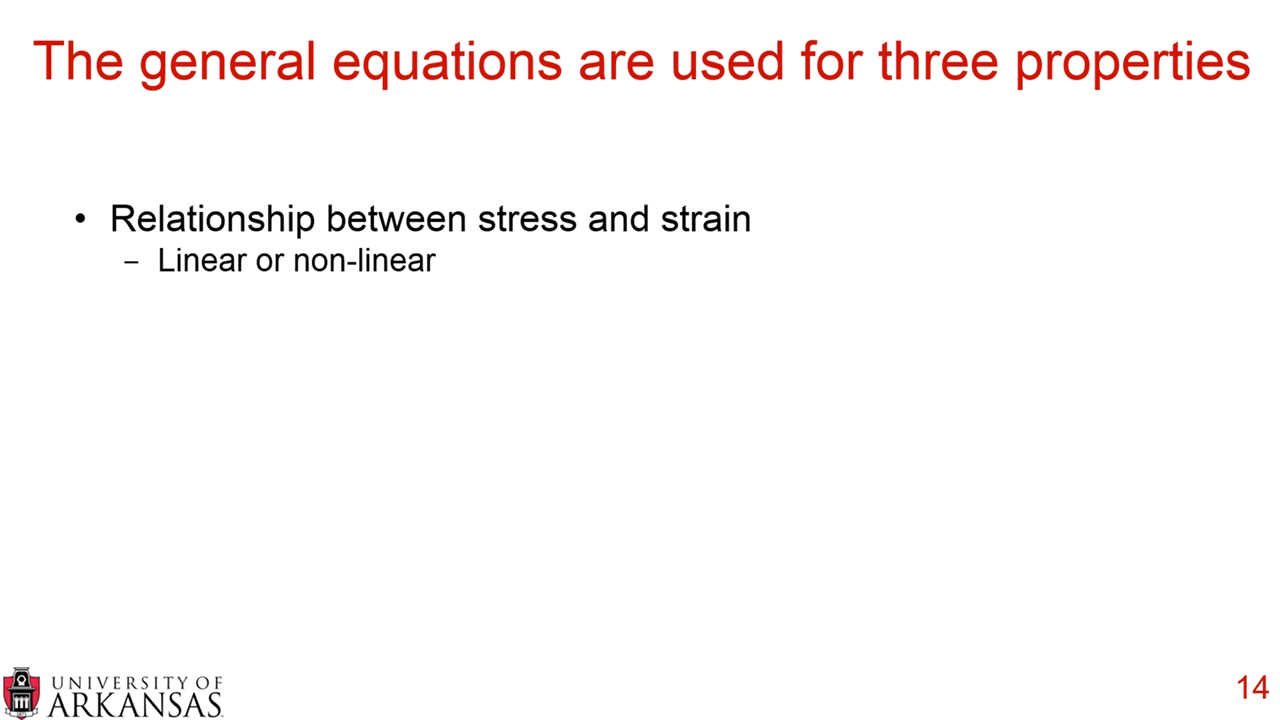 The general equations are used for three properties
• Relationship between stress and strain
– Linear or non-linear
UNIVERSITY OF
ARKANSAS
14